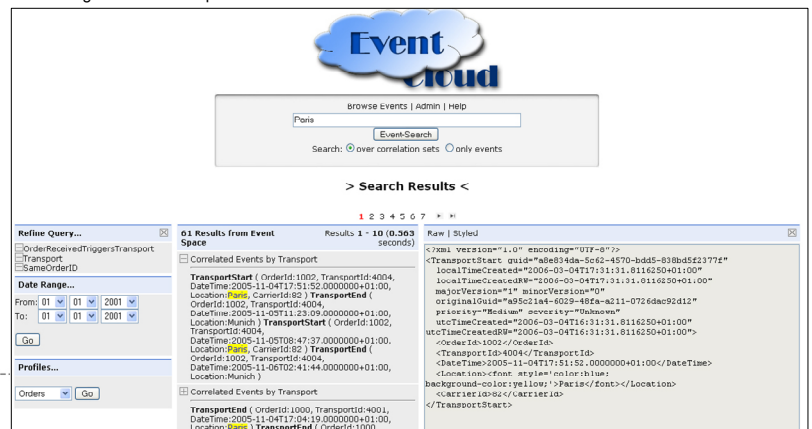 Event
Cloud
Browse Events | Admin | Help
Paris
Event-Search
Search: over correlation sets only events
> Search Results <
1 2 3 4 5 6 7
Refine Query...
OrderReceivedTriggersTransport
Transport
SameOrderID
Date Range...
From: 01 01 2001
To: 01 01 2001
Go
Profiles...
Orders Go
61 Results from Event Space Results 1 - 10 (0.563 seconds)
Correlated Events by Transport
TransportStart ( OrderId:1002, TransportId:4004,
DateTime:2005-11-04T17:51:52.0000000+01:00,
Location:Paris, CarrierId:82 ) TransportEnd (
OrderId:1002, TransportId:4004,
DateTime:2005-11-05T11:23:09.0000000+01:00,
Location:Munich ) TransportStart ( OrderId:1002,
TransportId:4004,
DateTime:2005-11-05T08:47:37.0000000+01:00,
Location:Paris, CarrierId:82 ) TransportEnd (
OrderId:1002, TransportId:4004,
DateTime:2005-11-06T02:41:44.0000000+01:00,
Location:Munich )
Correlated Events by Transport
TransportEnd ( OrderId:1000, TransportId:4001,
DateTime:2005-11-04T17:04:19.0000000+01:00,
Location:Paris ) TransportEnd ( OrderId:1000
Raw | Styled
<?xml version="1.0" encoding="UTF-8"?>
<TransportStart guid="a8e834da-5c62-4570-bdd5-838bd5f2377f"
localTimeCreated="2006-03-04T17:31:31.8116250+01:00"
localTimeCreatedRW="2006-03-04T17:31:31.8116250+01:00"
majorVersion="1" minorVersion="0"
originalGuid="a95c21a4-6029-48fa-a211-0726dac92d12"
priority="Medium" severity="Unknown"
utcTimeCreated="2006-03-04T16:31:31.8116250+01:00"
utcTimeCreatedRW="2006-03-04T16:31:31.8116250+01:00">
<OrderId>1002</OrderId>
<TransportId>4004</TransportId>
<DateTime>2005-11-04T17:51:52.0000000+01:00</DateTime>
<Location><font style='color:blue;
background-color:yellow;'>Paris</font></Location>
<CarrierId>82</CarrierId>
</TransportStart>